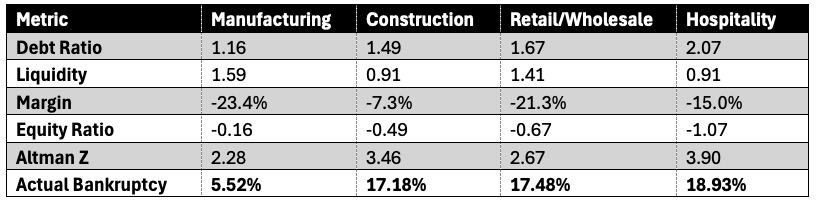 Metric Manufacturing Construction Retail/Wholesale Hospitality
Debt Ratio 1.16 1.49 1.67 2.07
Liquidity 1.59 0.91 1.41 0.91
Margin -23.4% -7.3% -21.3% -15.0%
Equity Ratio -0.16 -0.49 -0.67 -1.07
Altman Z 2.28 3.46 2.67 3.90
Actual Bankruptcy 5.52% 17.18% 17.48% 18.93%